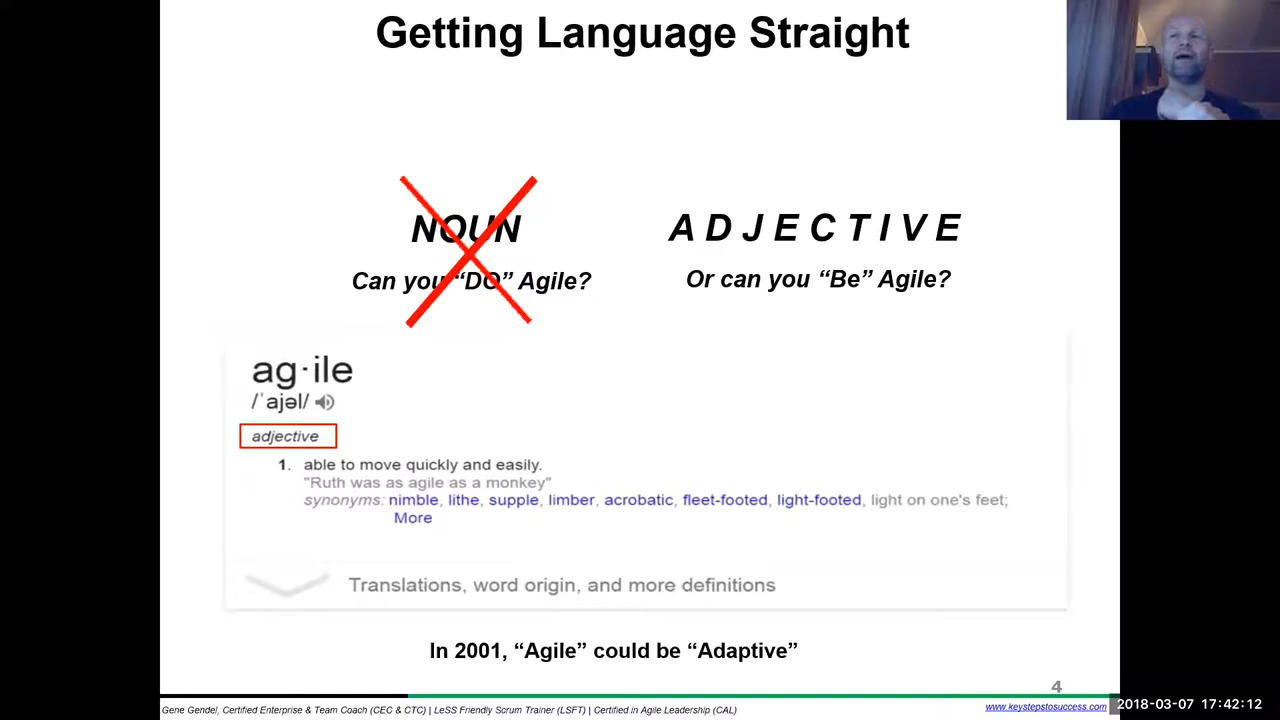 Getting Language Straight
NOUN
Can you “DO” Agile?
A D J E C T I V E
Or can you “Be” Agile?
ag·ile
/ˈajəl/
adjective
1. able to move quickly and easily.
"Ruth was as agile as a monkey"
synonyms: nimble, lithe, supple, limber, acrobatic, fleet-footed, light-footed, light on one's feet;
More
Translations, word origin, and more definitions
In 2001, “Agile” could be “Adaptive”
4
Gene Gendel, Certified Enterprise & Team Coach (CEC & CTC) | LeSS Friendly Scrum Trainer (LSFT) | Certified in Agile Leadership (CAL)
www.keystepstosuccess.com
2018-03-07 17:42:12